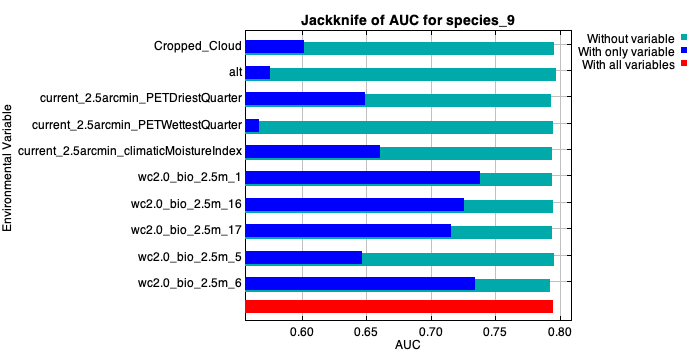 Jackknife of AUC for species_9
Without variable
With only variable
With all variables
Environmental Variable
Cropped_Cloud
alt
current_2.5arcmin_PETDriestQuarter
current_2.5arcmin_PETWettestQuarter
current_2.5arcmin_climaticMoistureIndex
wc2.0_bio_2.5m_1
wc2.0_bio_2.5m_16
wc2.0_bio_2.5m_17
wc2.0_bio_2.5m_5
wc2.0_bio_2.5m_6
0.60 0.65 0.70 0.75 0.80
AUC